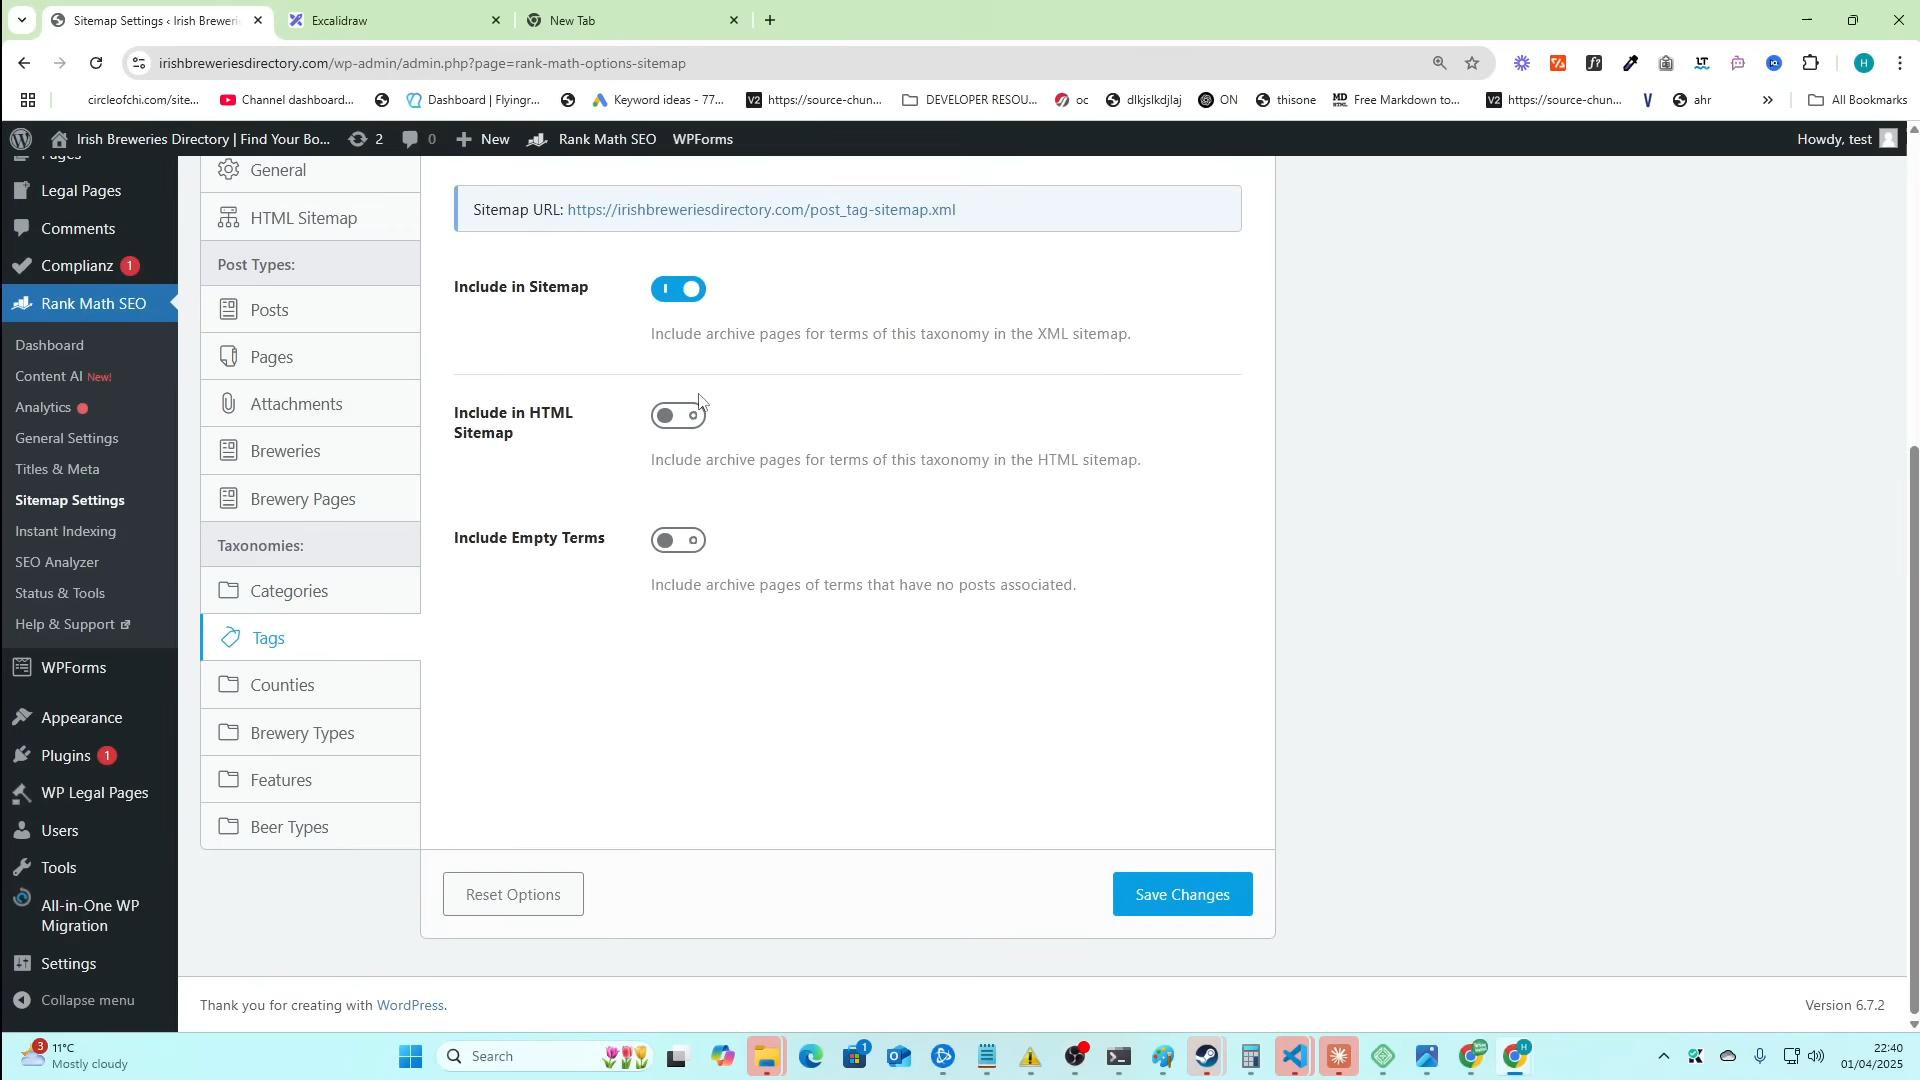 Sitemap Settings ‹ Irish Breweri
Excalidraw
New Tab
irishbreweriesdirectory.com/wp-admin/admin.php?page=rank-math-options-sitemap
H
circleofchi.com/site...
Channel dashboard...
Dashboard | Flyingr...
Keyword ideas - 77...
https://source-chun...
DEVELOPER RESOU...
oc
dlkjslkdjlaj
ON
thisone
Free Markdown to...
https://source-chun...
ahr
»
All Bookmarks
Irish Breweries Directory | Find Your Bo...
2
0
New
Rank Math SEO
WPForms
Howdy, test
Pages
Legal Pages
Comments
Complianz 1
Rank Math SEO
Dashboard
Content AI New!
Analytics
General Settings
Titles & Meta
Sitemap Settings
Instant Indexing
SEO Analyzer
Status & Tools
Help & Support
WPForms
Appearance
Plugins 1
WP Legal Pages
Users
Tools
All-in-One WP
Migration
Settings
Collapse menu
General
HTML Sitemap
Post Types:
Posts
Pages
Attachments
Breweries
Brewery Pages
Taxonomies:
Categories
Tags
Counties
Brewery Types
Features
Beer Types
Sitemap URL: https://irishbreweriesdirectory.com/post_tag-sitemap.xml
Include in Sitemap
Include archive pages for terms of this taxonomy in the XML sitemap.
Include in HTML
Sitemap
Include archive pages for terms of this taxonomy in the HTML sitemap.
Include Empty Terms
Include archive pages of terms that have no posts associated.
Reset Options
Save Changes
Thank you for creating with WordPress.
Version 6.7.2
3
11°C
Mostly cloudy
Search
1
22:40
01/04/2025